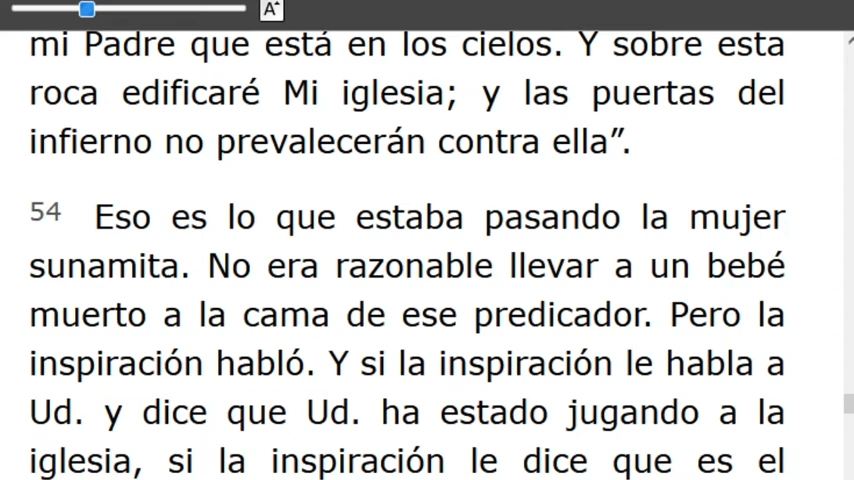 A
mi Padre que está en los cielos. Y sobre esta
roca edificaré Mi iglesia; y las puertas del
infierno no prevalecerán contra ella”.
54 Eso es lo que estaba pasando la mujer
sunamita. No era razonable llevar a un bebé
muerto a la cama de ese predicador. Pero la
inspiración habló. Y si la inspiración le habla a
Ud. y dice que Ud. ha estado jugando a la
iglesia, si la inspiración le dice que es el